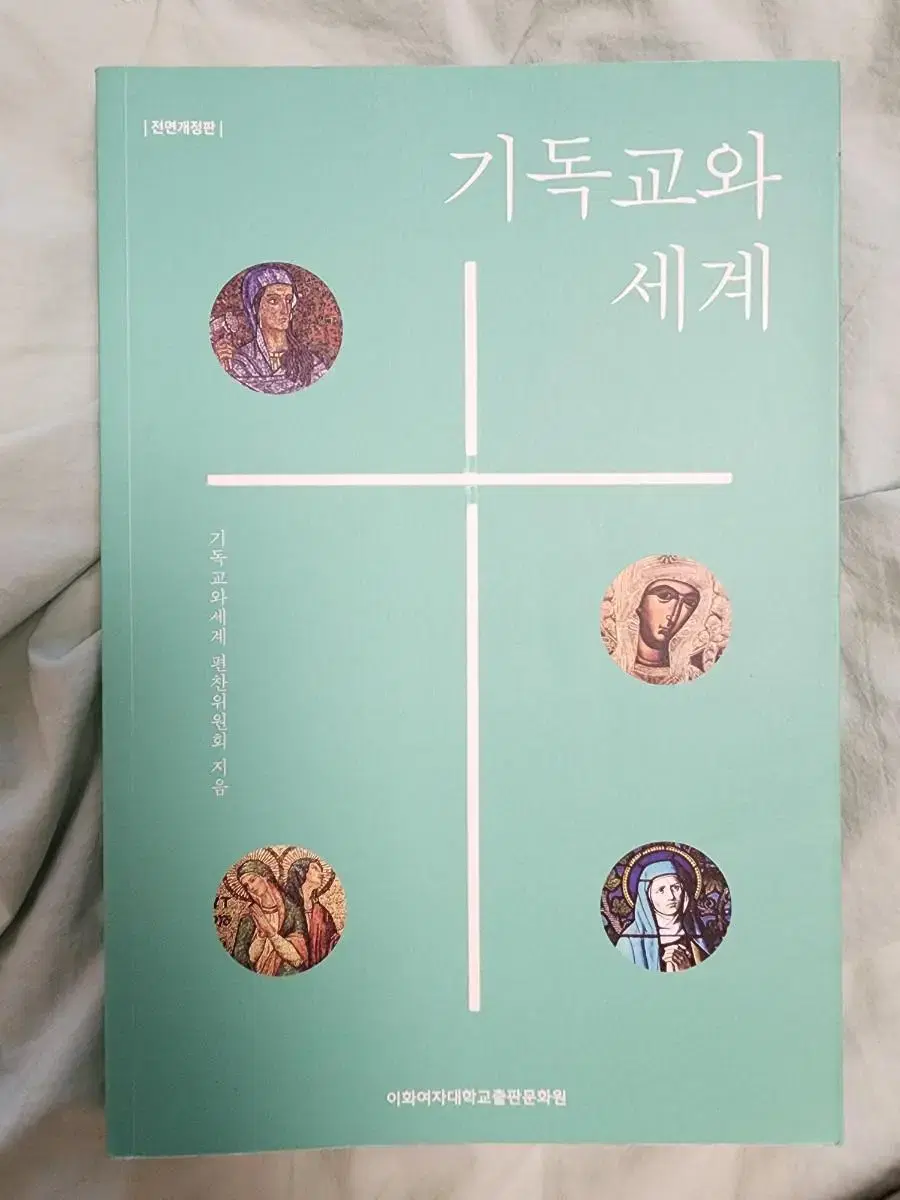 | 전면개정판 |
기독교와
세계
기독교와세계 편찬위원회 지음
이화여자대학교출판문화원